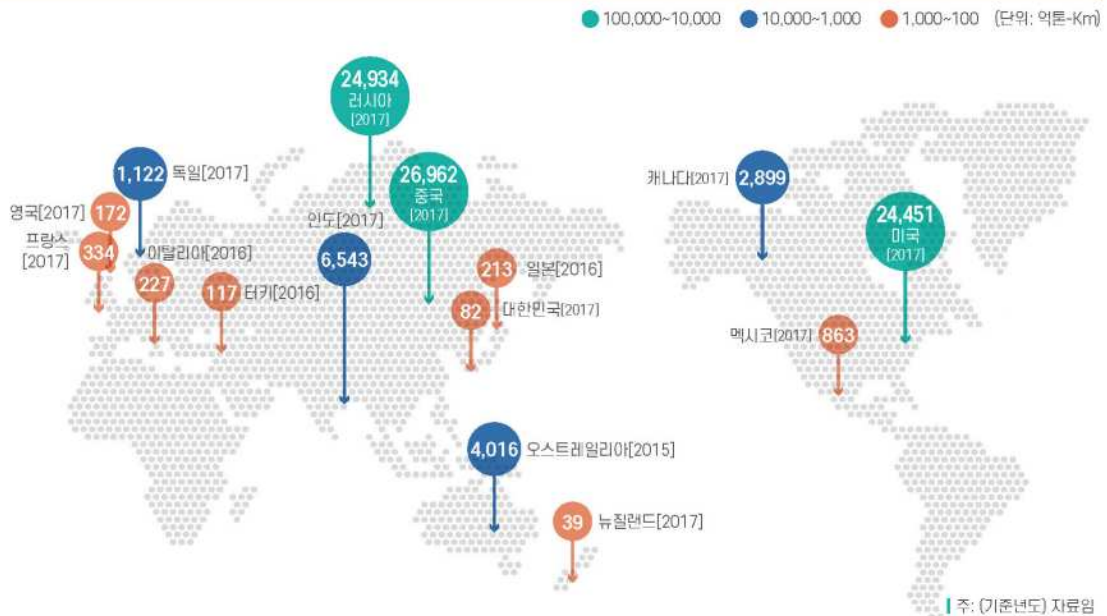 100,000~10,000 10,000~1,000 1,000~100 (단위: 억톤-Km)
24,934
러시아
[2017]
1,122 독일[2017]
26,962
중국
[2017]
캐나다[2017] 2,899
영국[2017] 172
24,451
미국
[2017]
프랑스
[2017]
334
이탈리아[2016]
227
인도[2017]
6,543
117 터키[2016]
213 일본[2016]
82 대한민국[2017]
멕시코[2017] 863
4,016 오스트레일리아[2015]
39 뉴질랜드[2017]
주: (기준년도) 자료임